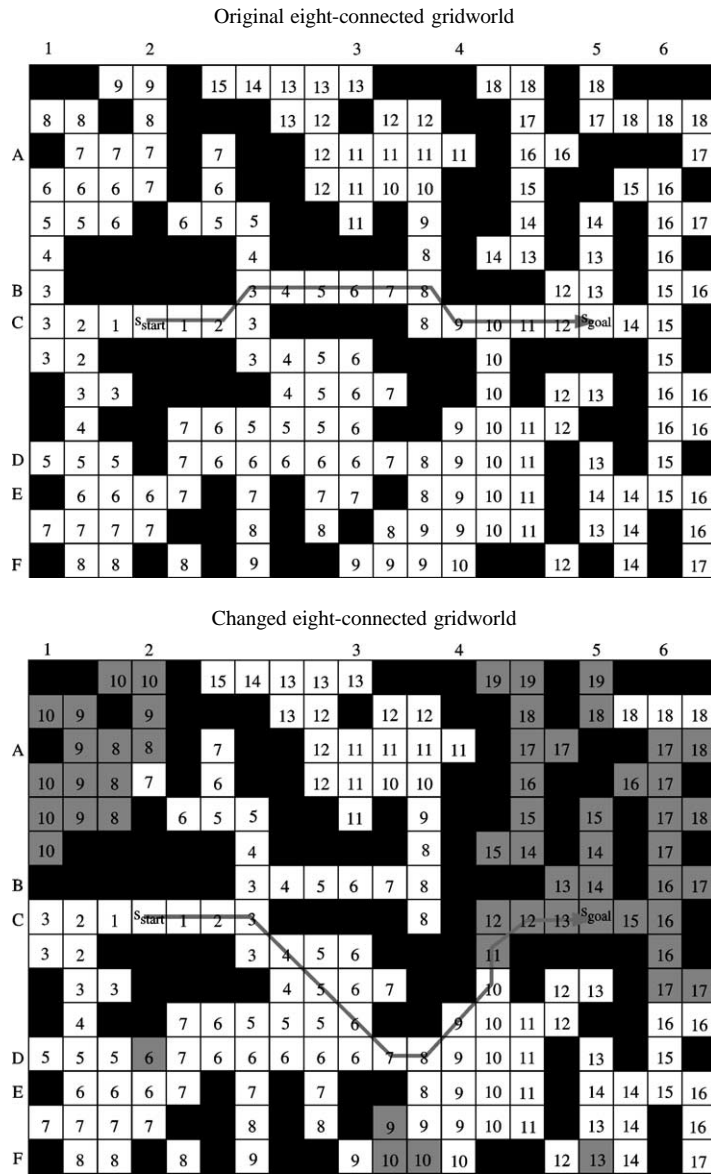 Original eight-connected gridworld
1 2 3 4 5 6
9 9 15 14 13 13 13 18 18 18
8 8 8 13 12 12 12 17 17 18 18 18
A 7 7 7 7 12 11 11 11 11 16 16 17
6 6 6 7 6 12 11 10 10 15 15 16
5 5 6 6 5 5 11 9 14 14 16 17
4 4 8 14 13 13 16
B 3 3 4 5 6 7 8 12 13 15 16
C 3 2 1 Sstart 1 2 3 8 9 10 11 12 Sgoal 14 15
3 2 3 4 5 6 10 15
3 3 4 5 6 7 10 12 13 16 16
4 7 6 5 5 5 6 9 10 11 12 16 16
D 5 5 5 7 6 6 6 6 6 7 8 9 10 11 13 15
E 6 6 6 7 7 7 7 8 9 10 11 14 14 15 16
7 7 7 7 8 8 8 9 9 10 11 13 14 16
F 8 8 8 9 9 9 9 10 12 14 17
Changed eight-connected gridworld
1 2 3 4 5 6
10 10 15 14 13 13 13 19 19 19
10 9 9 13 12 12 12 18 18 18 18 18
A 9 8 8 7 12 11 11 11 11 17 17 17 18
10 9 8 7 6 12 11 10 10 16 16 17
10 9 8 6 5 5 11 9 15 15 17 18
10 4 8 15 14 14 17
B 3 4 5 6 7 8 13 14 16 17
C 3 2 1 Sstart 1 2 3 8 12 12 13 Sgoal 15 16
3 2 3 4 5 6 11 16
3 3 4 5 6 7 10 12 13 17 17
4 7 6 5 5 5 6 9 10 11 12 16 16
D 5 5 5 6 7 6 6 6 6 6 7 8 9 10 11 13 15
E 6 6 6 7 7 7 8 9 10 11 14 14 15 16
7 7 7 7 8 8 9 9 9 10 11 13 14 16
F 8 8 8 9 9 10 10 10 12 13 14 17